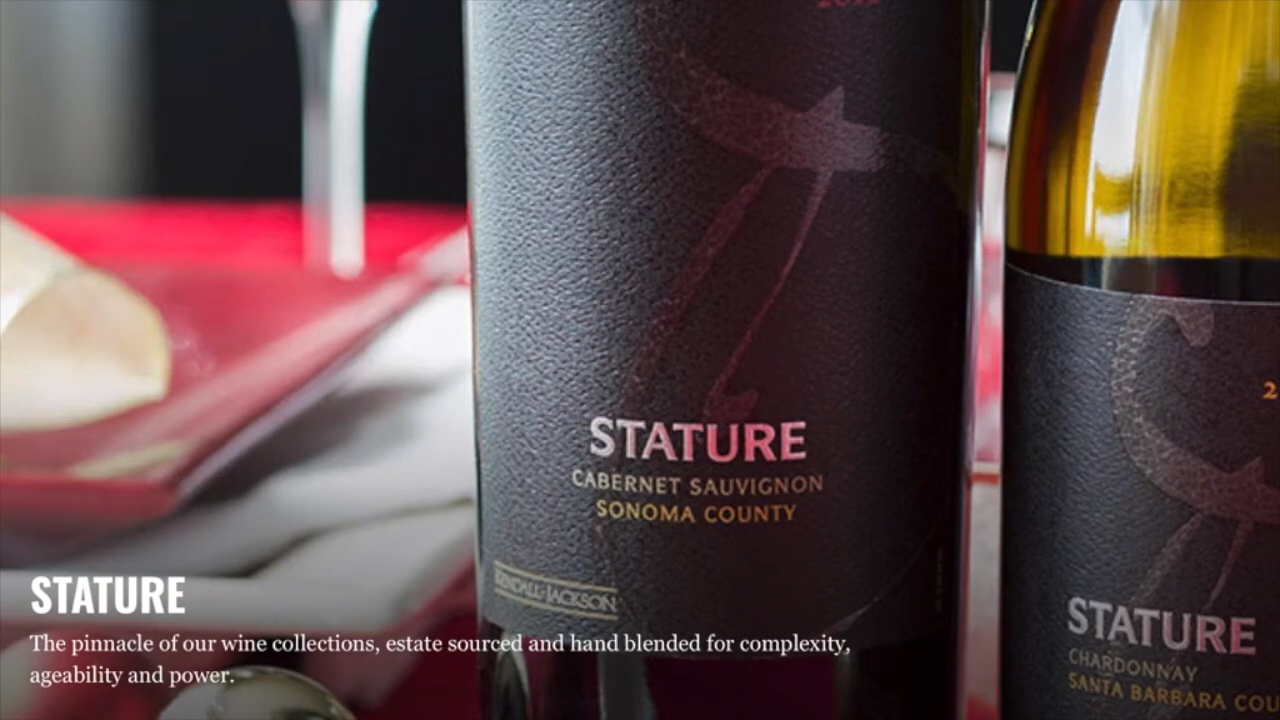 STATURE
CABERNET SAUVIGNON
SONOMA COUNTY
KENDALL-JACKSON
2
STATURE
CHARDONNAY
SANTA BARBARA COU
STATURE
The pinnacle of our wine collections, estate sourced and hand blended for complexity,
ageability and power.